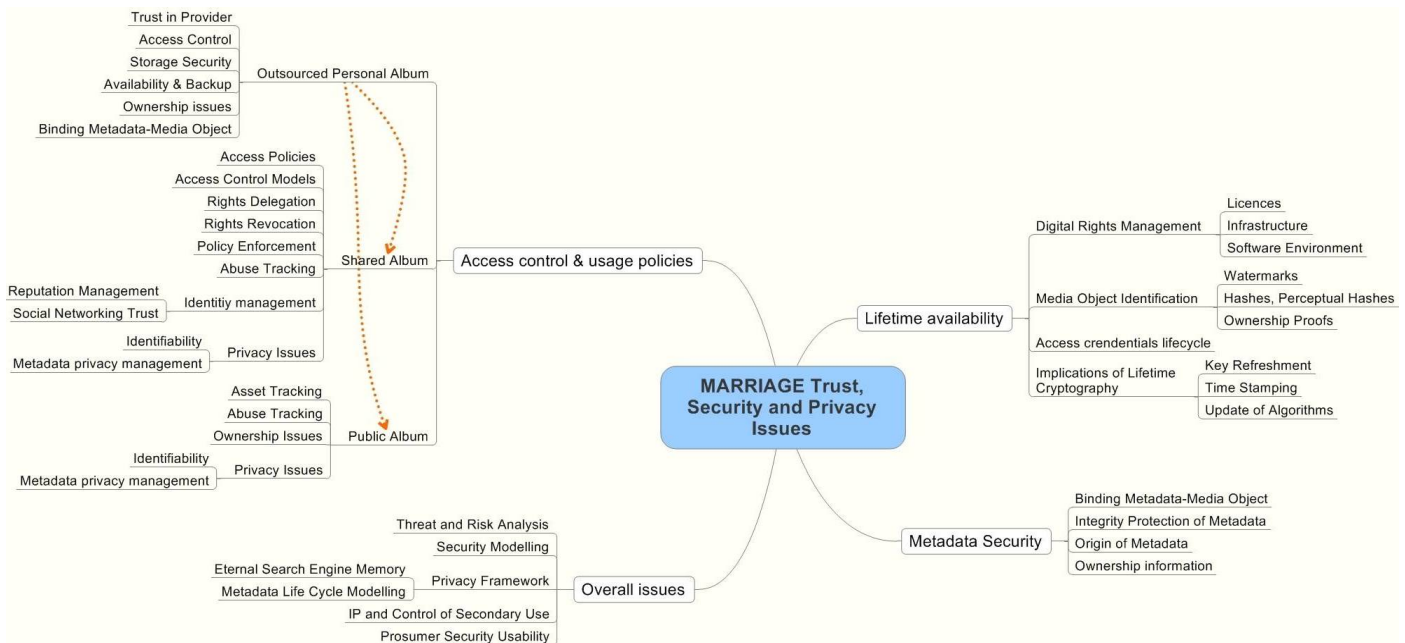 Trust in Provider
Access Control
Storage Security
Availability & Backup
Ownership issues
Binding Metadata-Media Object
Outsourced Personal Album
Access Policies
Access Control Models
Rights Delegation
Rights Revocation
Policy Enforcement
Abuse Tracking
Reputation Management
Social Networking Trust
Identitiy management
Identifiability
Metadata privacy management
Privacy Issues
Shared Album
Asset Tracking
Abuse Tracking
Ownership Issues
Identifiability
Metadata privacy management
Privacy Issues
Public Album
Access control & usage policies
Threat and Risk Analysis
Security Modelling
Eternal Search Engine Memory
Metadata Life Cycle Modelling
Privacy Framework
IP and Control of Secondary Use
Prosumer Security Usability
Overall issues
MARRIAGE Trust,
Security and Privacy
Issues
Lifetime availability
Digital Rights Management
Licences
Infrastructure
Software Environment
Media Object Identification
Watermarks
Hashes, Perceptual Hashes
Ownership Proofs
Access crendentials lifecycle
Implications of Lifetime
Cryptography
Key Refreshment
Time Stamping
Update of Algorithms
Metadata Security
Binding Metadata-Media Object
Integrity Protection of Metadata
Origin of Metadata
Ownership information